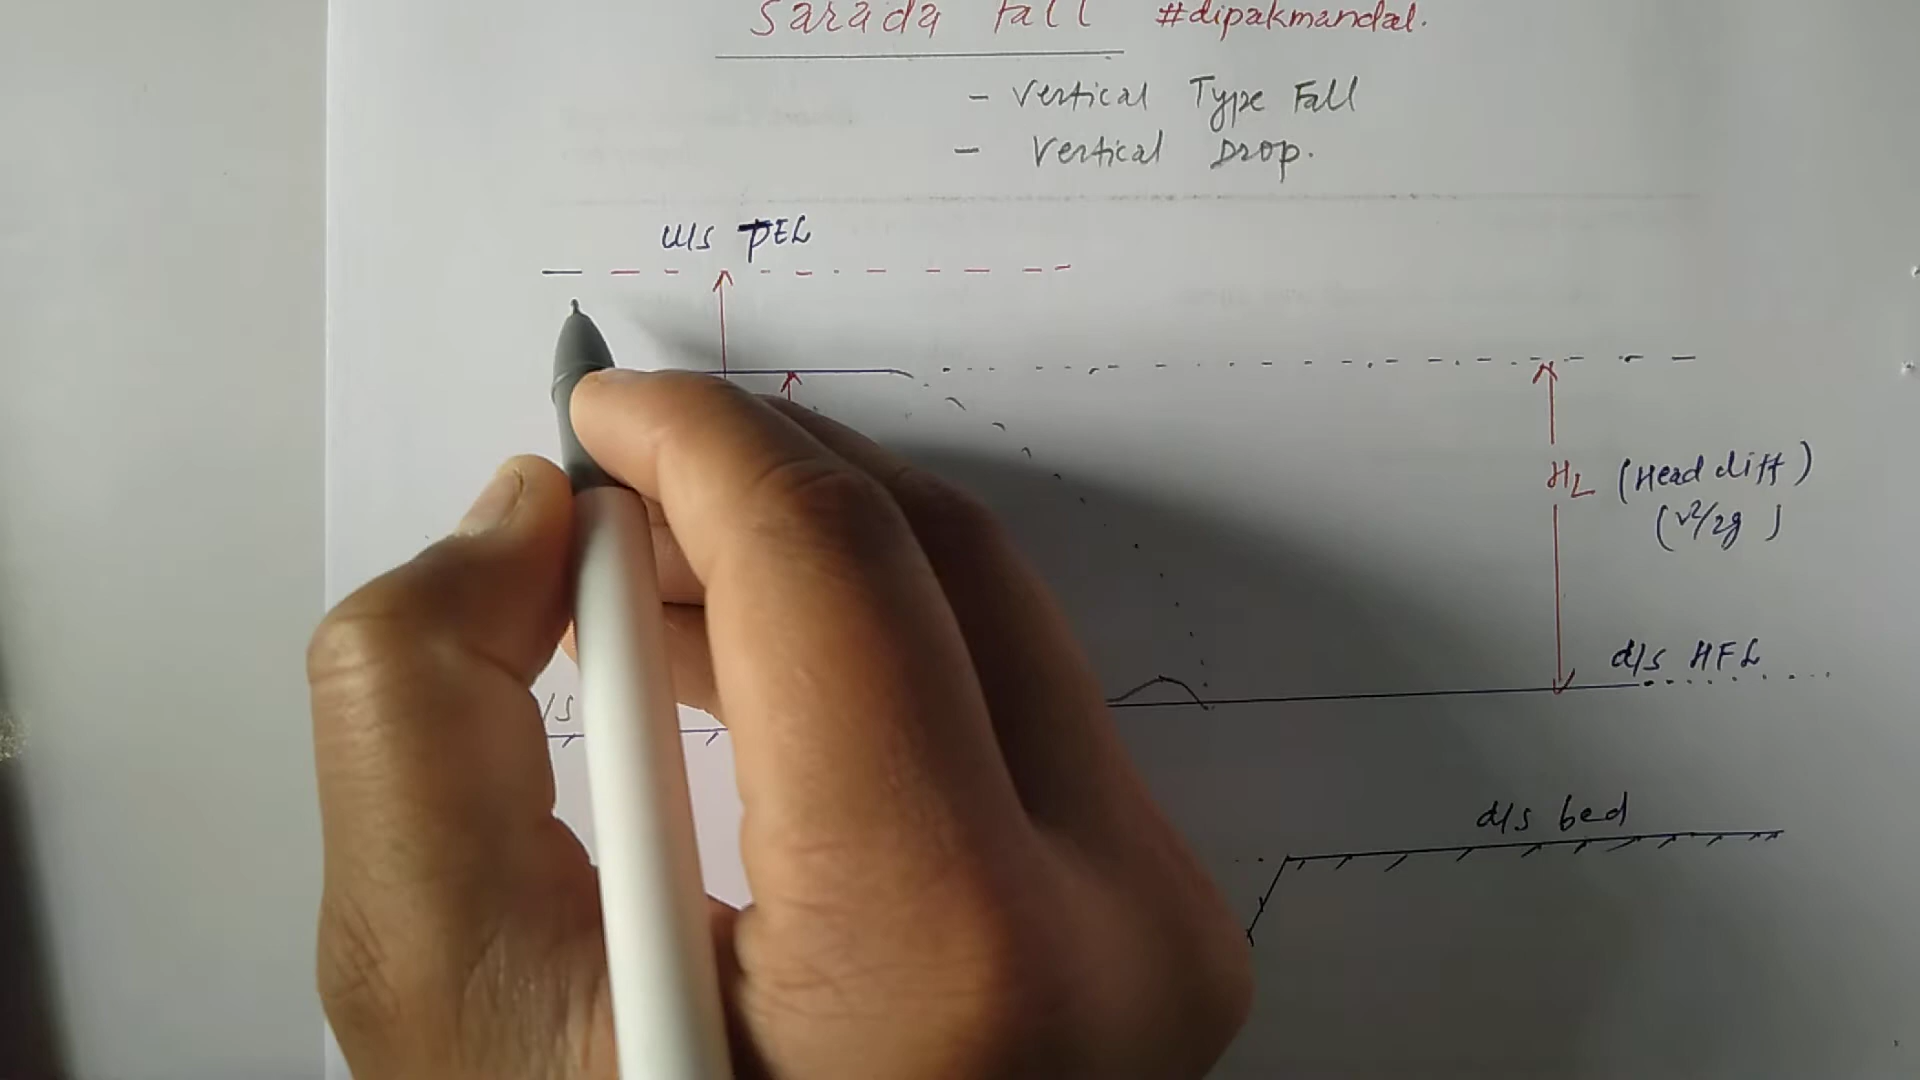 Sarada Fall #dipakmandal.
- Vertical Type Fall
- Vertical Drop.
u/s TEL
HL (Head diff)
(v²/2g)
d/s HFL
/s
d/s bed